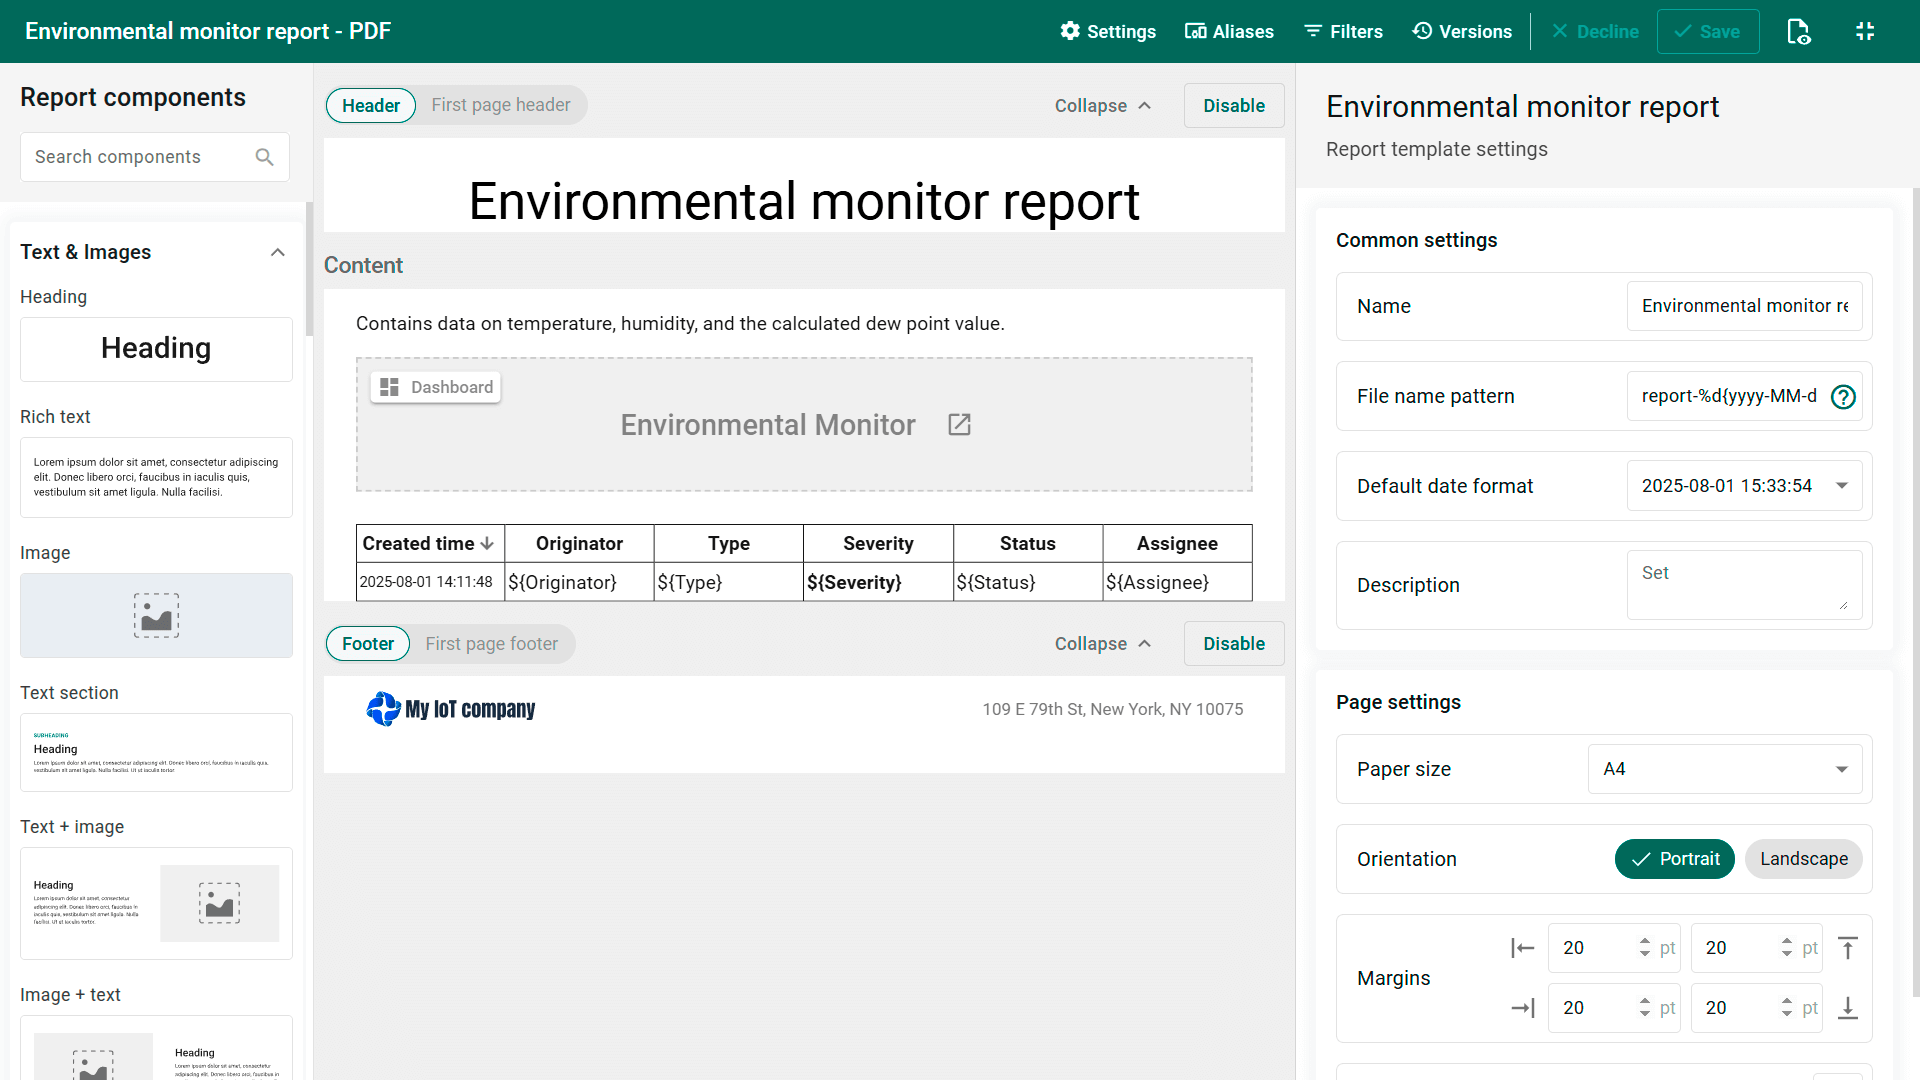 Environmental monitor report - PDF
Settings
Aliases
Filters
Versions
Decline
Save
Report components
Search components
Text & Images
Heading
Heading
Rich text
Lorem ipsum dolor sit amet, consectetur adipiscing
elit. Donec libero orci, faucibus in iaculis quis,
vestibulum sit amet ligula. Nulla facilisi.
Image
Text section
SUBHEADING
Heading
Lorem ipsum dolor sit amet, consectetur adipiscing elit. Donec libero orci, faucibus in iaculis quis,
vestibulum sit amet ligula. Nulla facilisi. Ut at iaculis tortor
Text + image
Heading
Lorem ipsum dolor sit amet, consectetur
adipiscing elit. Donec libero orci, faucibus in
iaculis quis, vestibulum sit amet ligula. Nulla
facilisi. Ut at iaculis tortor.
Image + text
Heading
Lorem ipsum dolor sit amet, consectetur
adipiscing elit. Donec libero orci, faucibus in
Header
First page header
Collapse
Disable
Environmental monitor report
Content
Contains data on temperature, humidity, and the calculated dew point value.
Dashboard
Environmental Monitor
Created time Originator Type Severity Status Assignee
2025-08-01 14:11:48 ${Originator} ${Type} ${Severity} ${Status} ${Assignee}
Footer
First page footer
Collapse
Disable
My IoT company
109 E 79th St, New York, NY 10075
Environmental monitor report
Report template settings
Common settings
Name
Environmental monitor re
File name pattern
report-%d{yyyy-MM-d
Default date format
2025-08-01 15:33:54
Description
Set
Page settings
Paper size
A4
Orientation
Portrait
Landscape
Margins
20 pt 20 pt
20 pt 20 pt